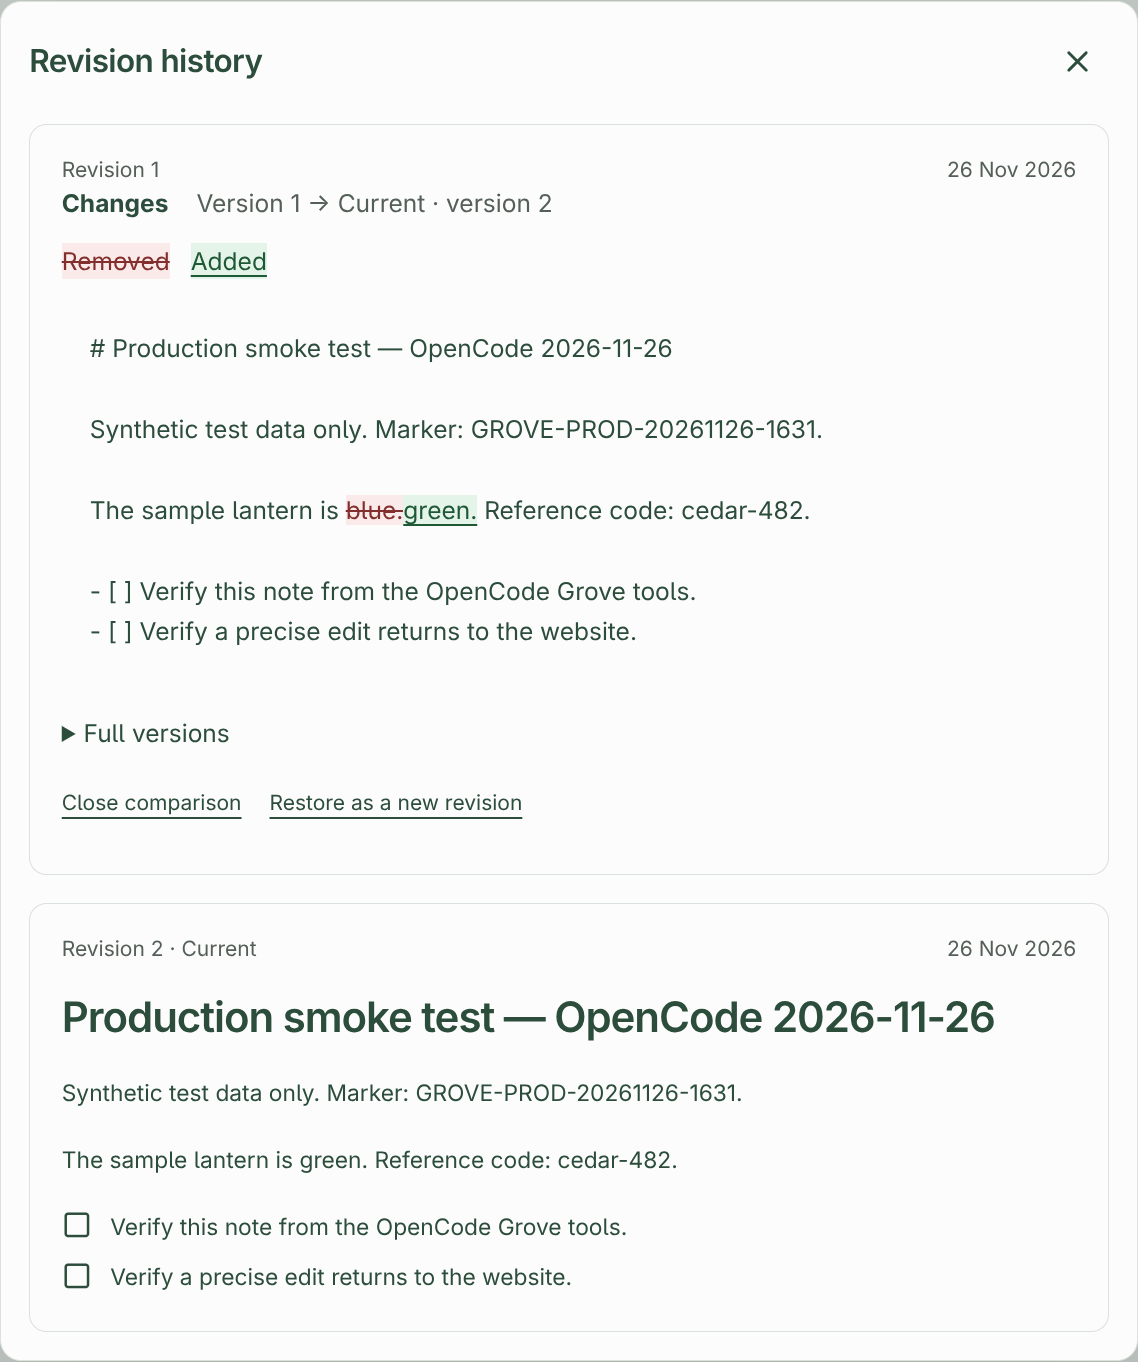 Revision history
Revision 1
26 Nov 2026
Changes Version 1 → Current · version 2
Removed Added
# Production smoke test — OpenCode 2026-11-26
Synthetic test data only. Marker: GROVE-PROD-20261126-1631.
The sample lantern is blue.green. Reference code: cedar-482.
- [ ] Verify this note from the OpenCode Grove tools.
- [ ] Verify a precise edit returns to the website.
Full versions
Close comparison Restore as a new revision
Revision 2 · Current
26 Nov 2026
Production smoke test — OpenCode 2026-11-26
Synthetic test data only. Marker: GROVE-PROD-20261126-1631.
The sample lantern is green. Reference code: cedar-482.
Verify this note from the OpenCode Grove tools.
Verify a precise edit returns to the website.